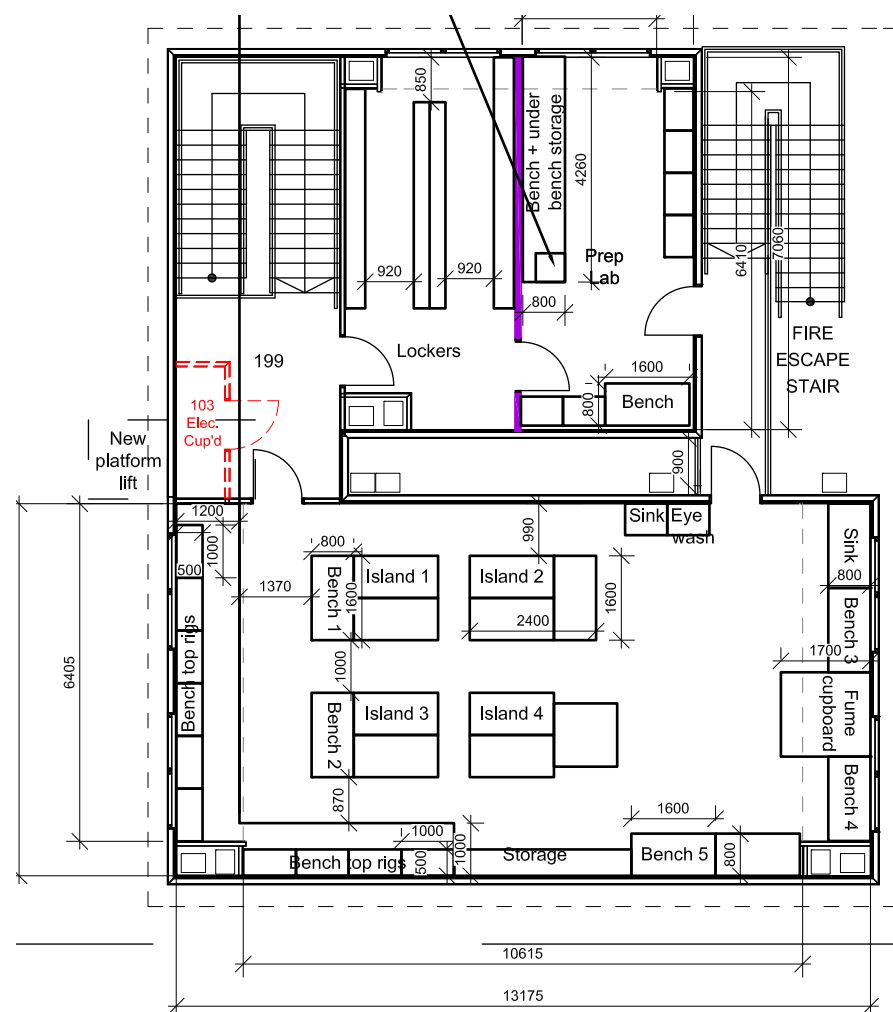 850
Bench + under
bench storage
4260
7060
6410
920
920
Prep
Lab
800
FIRE
ESCAPE
STAIR
199
Lockers
1600
103
Elec.
Cup'd
800
Bench
New
platform
lift
900
1200
Sink
Eye
wash
990
Sink
1000
500
800
Island 1
Island 2
800
1370
Bench 1
1600
2400
1600
Bench 3
1700
6405
Bench top rigs
1000
Island 3
Island 4
Bench 2
Fume
cupboard
870
Bench 4
1000
1600
1000
Bench top rigs
500
Storage
Bench 5
800
10615
13175